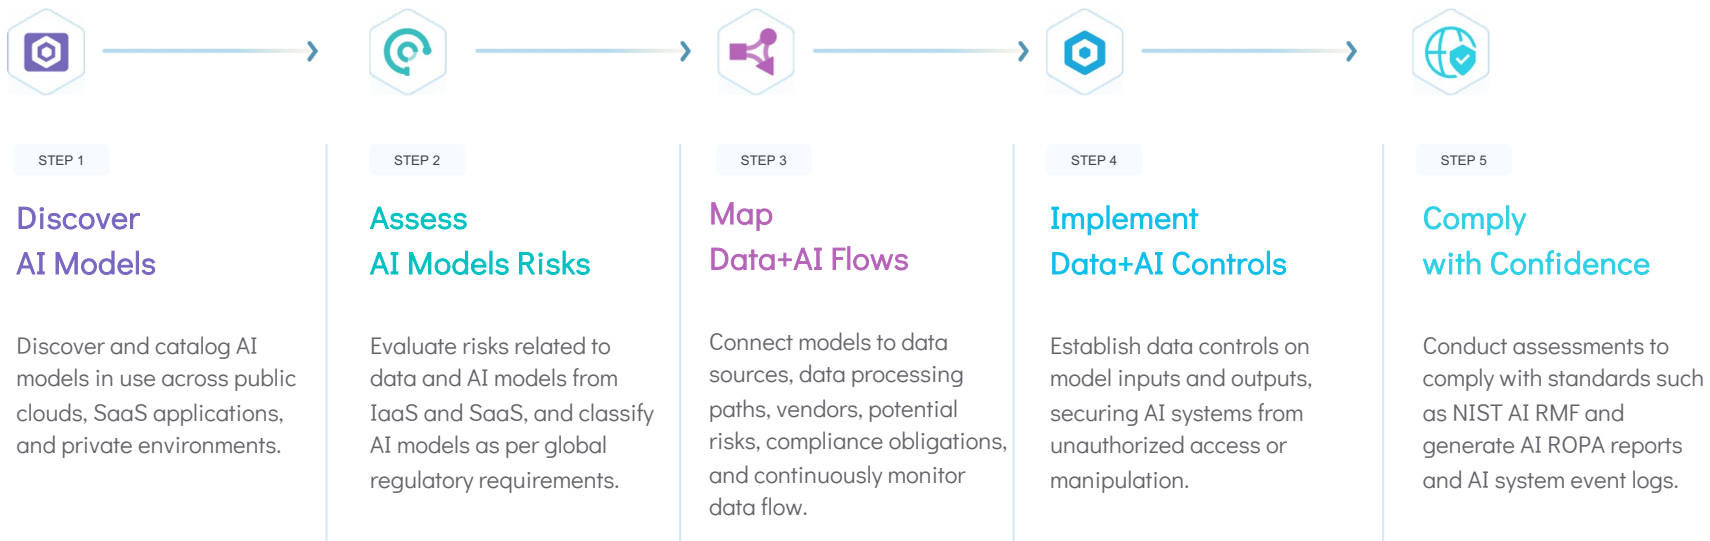 STEP 1
Discover
AI Models
Discover and catalog AI
models in use across public
clouds, SaaS applications,
and private environments.
STEP 2
Assess
AI Models Risks
Evaluate risks related to
data and AI models from
IaaS and SaaS, and classify
AI models as per global
regulatory requirements.
STEP 3
Map
Data+AI Flows
Connect models to data
sources, data processing
paths, vendors, potential
risks, compliance obligations,
and continuously monitor
data flow.
STEP 4
Implement
Data+AI Controls
Establish data controls on
model inputs and outputs,
securing AI systems from
unauthorized access or
manipulation.
STEP 5
Comply
with Confidence
Conduct assessments to
comply with standards such
as NIST AI RMF and
generate AI ROPA reports
and AI system event logs.